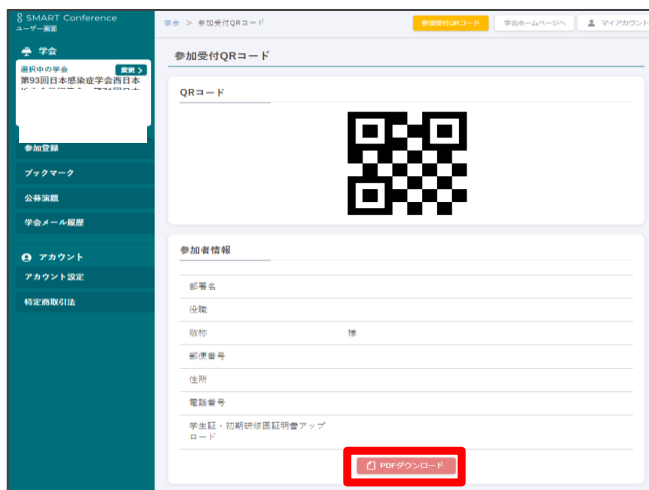 SMART Conference
ユーザー画面
学会 > 参加受付QRコード
参加受付QRコード
学会ホームページへ
マイアカウント
学会
選択中の学会
変更
第93回日本感染症学会西日本
参加登録
ブックマーク
公募演題
学会メール履歴
アカウント
アカウント設定
特定商取引法
参加受付QRコード
QRコード
参加者情報
部署名
役職
敬称 様
郵便番号
住所
電話番号
学生証・初期研修医証明書アップ
ロード
PDFダウンロード